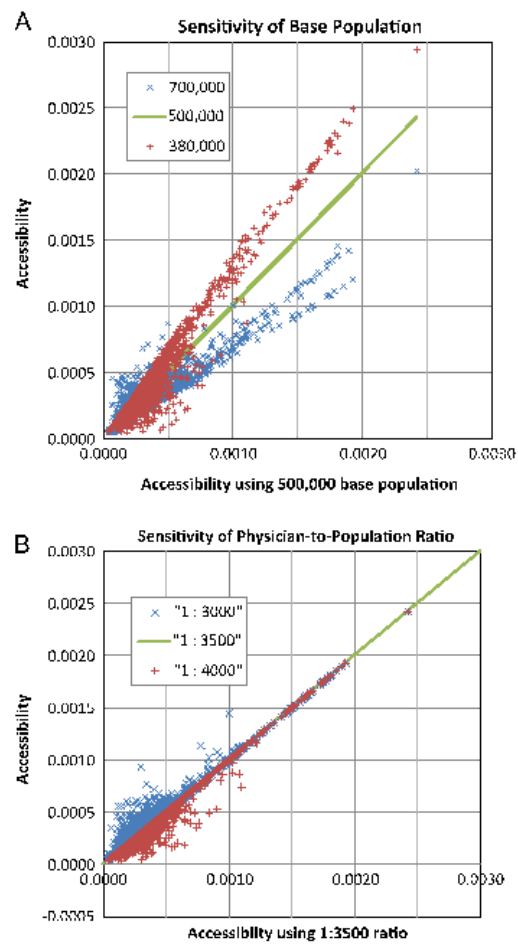 A
Sensitivity of Base Population
0.0030
0.0025
0.0020
0.0015
0.0010
0.0005
0.0000
Accessibility
700,000
500,000
380,000
0.0000 0.0010 0.0020 0.0030
Accessibility using 500,000 base population
B
Sensitivity of Physician-to-Population Ratio
0.0030
0.0025
0.0020
0.0015
0.0010
0.0005
0.0000
-0.0005
Accessibility
"1 : 3000"
"1 : 3500"
"1 : 4000"
0.0000 0.0010 0.0020 0.0030
Accessibilty using 1:3500 ratio